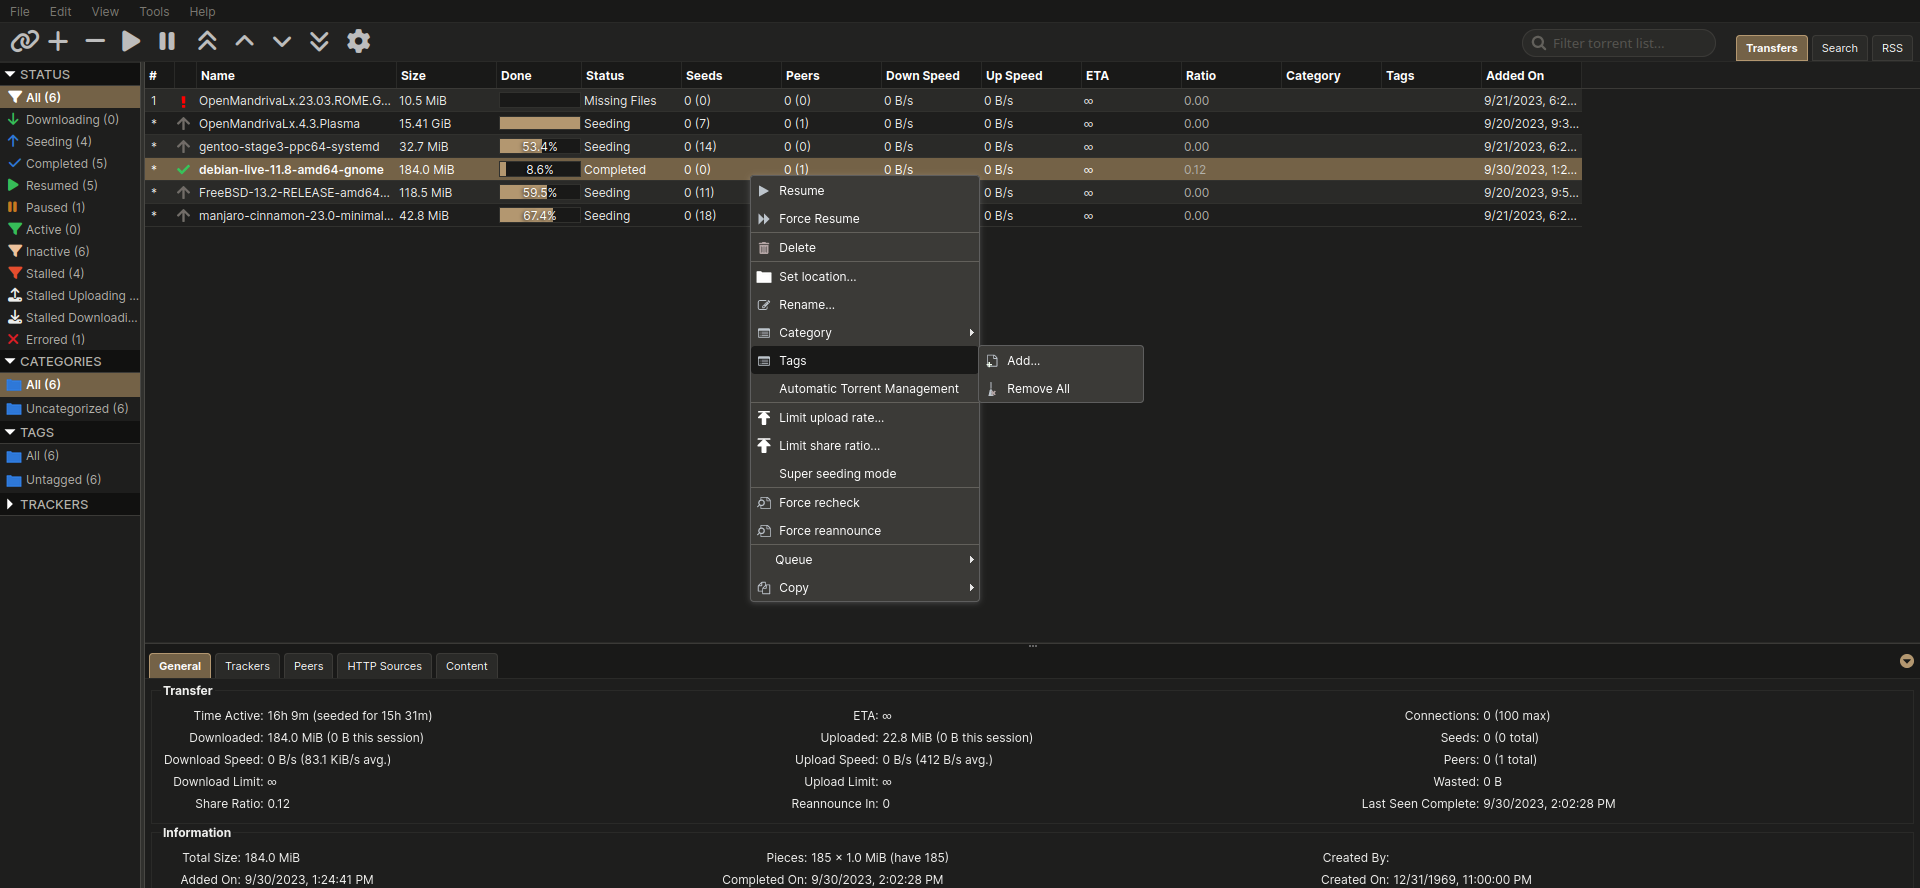 File Edit View Tools Help
Filter torrent list...
Transfers Search RSS
STATUS
All (6)
Downloading (0)
Seeding (4)
Completed (5)
Resumed (5)
Paused (1)
Active (0)
Inactive (6)
Stalled (4)
Stalled Uploading ...
Stalled Downloadi...
Errored (1)
CATEGORIES
All (6)
Uncategorized (6)
TAGS
All (6)
Untagged (6)
TRACKERS
# Name Size Done Status Seeds Peers Down Speed Up Speed ETA Ratio Category Tags Added On
1 OpenMandrivaLx.23.03.ROME.G... 10.5 MiB Missing Files 0 (0) 0 (0) 0 B/s 0 B/s ∞ 0.00 9/21/2023, 6:2...
* OpenMandrivaLx.4.3.Plasma 15.41 GiB Seeding 0 (7) 0 (1) 0 B/s 0 B/s ∞ 0.00 9/20/2023, 9:3...
* gentoo-stage3-ppc64-systemd 32.7 MiB 53.4% Seeding 0 (14) 0 (0) 0 B/s 0 B/s ∞ 0.00 9/21/2023, 6:2...
* debian-live-11.8-amd64-gnome 184.0 MiB 8.6% Completed 0 (0) 0 (1) 0 B/s 0 B/s ∞ 0.12 9/30/2023, 1:2...
* FreeBSD-13.2-RELEASE-amd64... 118.5 MiB 59.5% Seeding 0 (11) 0 B/s ∞ 0.00 9/20/2023, 9:5...
* manjaro-cinnamon-23.0-minimal... 42.8 MiB 67.4% Seeding 0 (18) 0 B/s ∞ 0.00 9/21/2023, 6:2...
Resume
Force Resume
Delete
Set location...
Rename...
Category
Tags
Automatic Torrent Management
Limit upload rate...
Limit share ratio...
Super seeding mode
Force recheck
Force reannounce
Queue
Copy
Add...
Remove All
General Trackers Peers HTTP Sources Content
Transfer
Time Active: 16h 9m (seeded for 15h 31m) ETA: ∞ Connections: 0 (100 max)
Downloaded: 184.0 MiB (0 B this session) Uploaded: 22.8 MiB (0 B this session) Seeds: 0 (0 total)
Download Speed: 0 B/s (83.1 KiB/s avg.) Upload Speed: 0 B/s (412 B/s avg.) Peers: 0 (1 total)
Download Limit: ∞ Upload Limit: ∞ Wasted: 0 B
Share Ratio: 0.12 Reannounce In: 0 Last Seen Complete: 9/30/2023, 2:02:28 PM
Information
Total Size: 184.0 MiB Pieces: 185 × 1.0 MiB (have 185) Created By:
Added On: 9/30/2023, 1:24:41 PM Completed On: 9/30/2023, 2:02:28 PM Created On: 12/31/1969, 11:00:00 PM